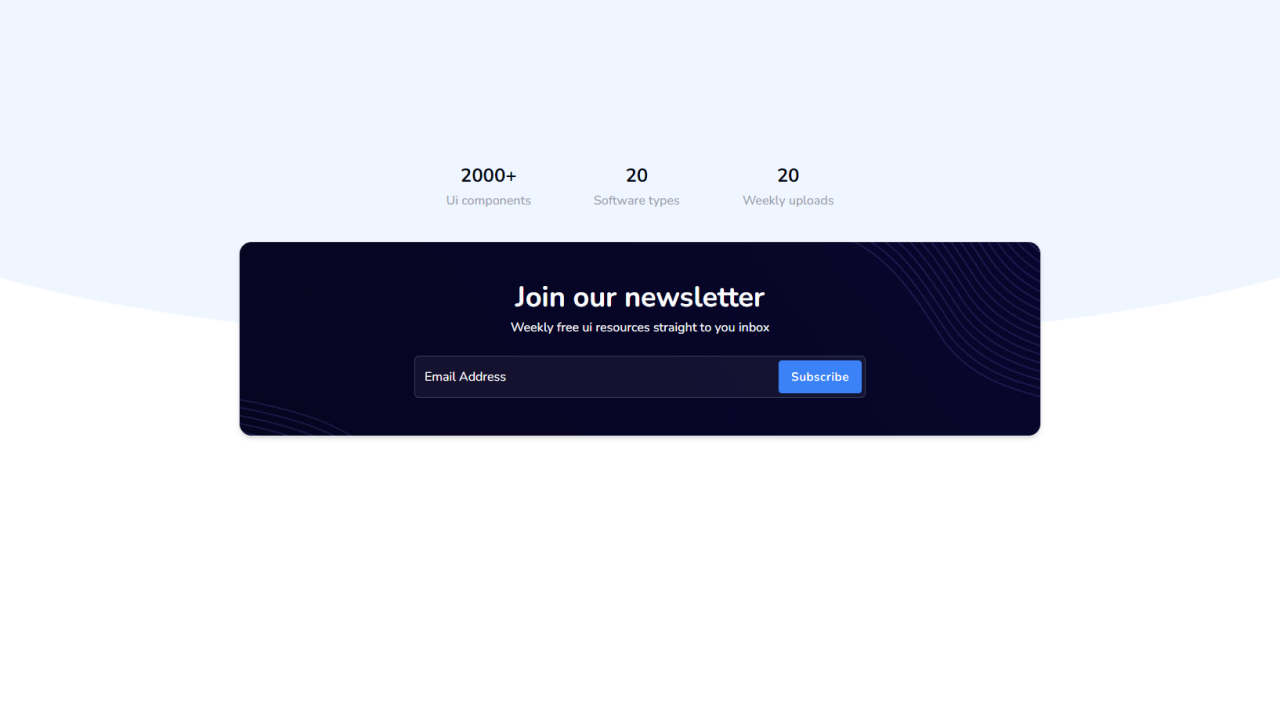 2000+ 20 20
Ui components Software types Weekly uploads
Join our newsletter
Weekly free ui resources straight to you inbox
Email Address Subscribe